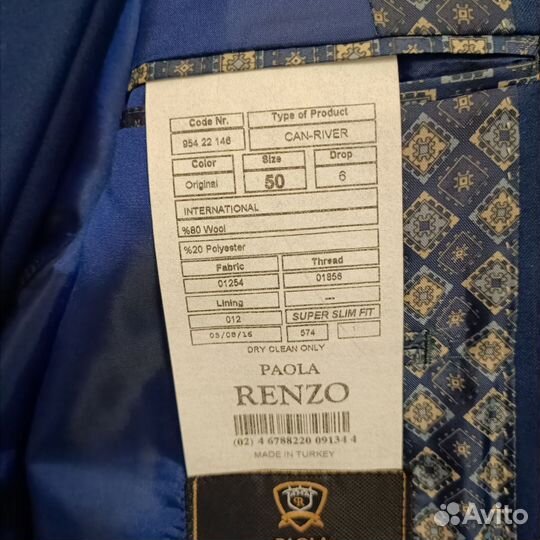 Code Nr. Type of Product
954 22 146 CAN-RIVER
Color Size Drop
Original 50 6
INTERNATIONAL
%80 Wool
%20 Polyester
Fabric Thread
01254 01856
Lining ---
012 SUPER SLIM FIT
05/08/16 574
DRY CLEAN ONLY
PAOLA
RENZO
(02) 4 6788220 09134 4
MADE IN TURKEY
PR
PAOLA
Avito